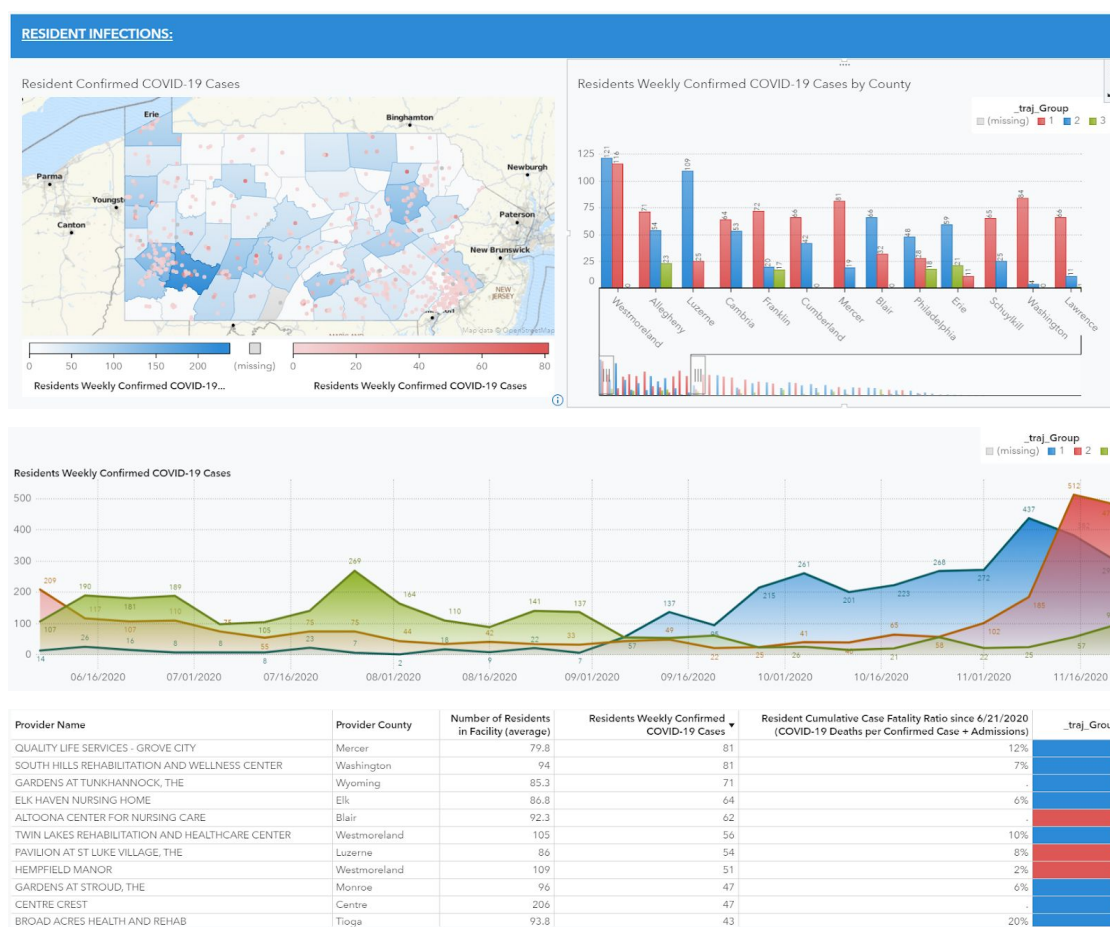 RESIDENT INFECTIONS:
Resident Confirmed COVID-19 Cases
Erie
Binghamton
Parma
Newburgh
Youngst
Paterson
Canton
New Brunswick
NEW
JERSEY
Map data © OpenStreetMap
0 50 100 150 200 (missing) 0 20 40 60 80
Residents Weekly Confirmed COVID-19... Residents Weekly Confirmed COVID-19 Cases
Residents Weekly Confirmed COVID-19 Cases by County
_traj_Group
(missing) 1 2 3
125
100
75
50
25
0
121 116 0 71 54 23 109 25 64 53 72 20 17 66 42 0 81 19 66 32 0 48 28 18 59 21 11 65 25 84 4 0 66 11
Westmoreland Allegheny Luzerne Cambria Franklin Cumberland Mercer Blair Philadelphia Erie Schuylkill Washington Lawrence
_traj_Group
(missing) 1 2
Residents Weekly Confirmed COVID-19 Cases
500
400
300
200
100
0
512
437
269 261 268 272
209 190 189 164 215 201 223 185
181 141 137 137
107 117 107 110 105 110 95 102
75 75 44 42 33 49 41 65 58 57
55 57
14 26 16 8 8 8 23 7 2 18 9 22 7 22 25 26 21 22 25 57
06/16/2020 07/01/2020 07/16/2020 08/01/2020 08/16/2020 09/01/2020 09/16/2020 10/01/2020 10/16/2020 11/01/2020 11/16/2020
Provider Name Provider County Number of Residents in Facility (average) Residents Weekly Confirmed COVID-19 Cases Resident Cumulative Case Fatality Ratio since 6/21/2020 (COVID-19 Deaths per Confirmed Case + Admissions) _traj_Grou
QUALITY LIFE SERVICES - GROVE CITY Mercer 79.8 81 12%
SOUTH HILLS REHABILITATION AND WELLNESS CENTER Washington 94 81 7%
GARDENS AT TUNKHANNOCK, THE Wyoming 85.3 71 .
ELK HAVEN NURSING HOME Elk 86.8 64 6%
ALTOONA CENTER FOR NURSING CARE Blair 92.3 62 .
TWIN LAKES REHABILITATION AND HEALTHCARE CENTER Westmoreland 105 56 10%
PAVILION AT ST LUKE VILLAGE, THE Luzerne 86 54 8%
HEMPFIELD MANOR Westmoreland 109 51 2%
GARDENS AT STROUD, THE Monroe 96 47 6%
CENTRE CREST Centre 206 47 .
BROAD ACRES HEALTH AND REHAB Tioga 93.8 43 20%